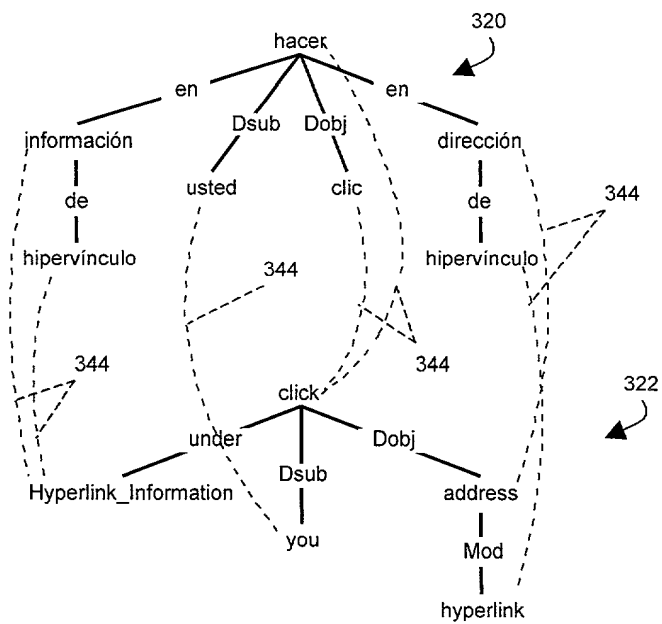 320
hacer
en
en
Dsub
Dobj
información
dirección
usted
clic
344
de
de
hipervínculo
hipervínculo
344
344
344
322
click
under
Dobj
Dsub
Hyperlink_Information
address
you
Mod
hyperlink